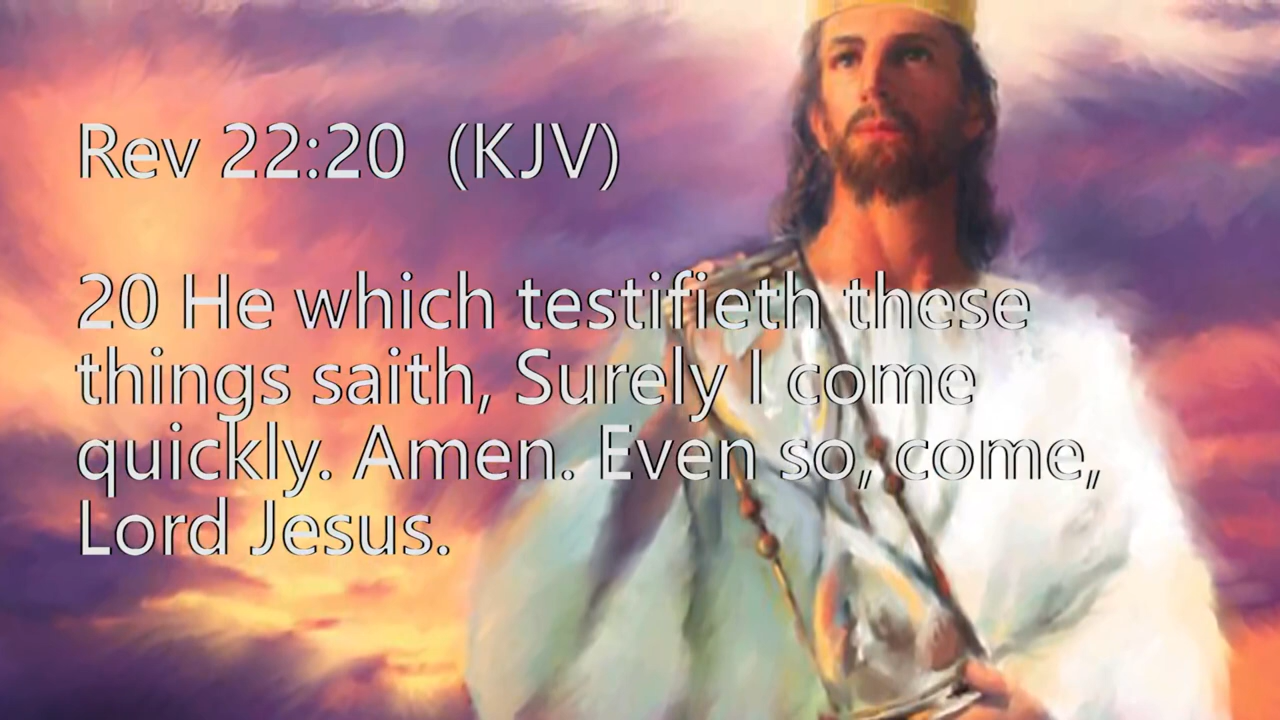 Rev 22:20  (KJV)
20 He which testifieth these
things saith, Surely I come
quickly. Amen. Even so, come,
Lord Jesus.